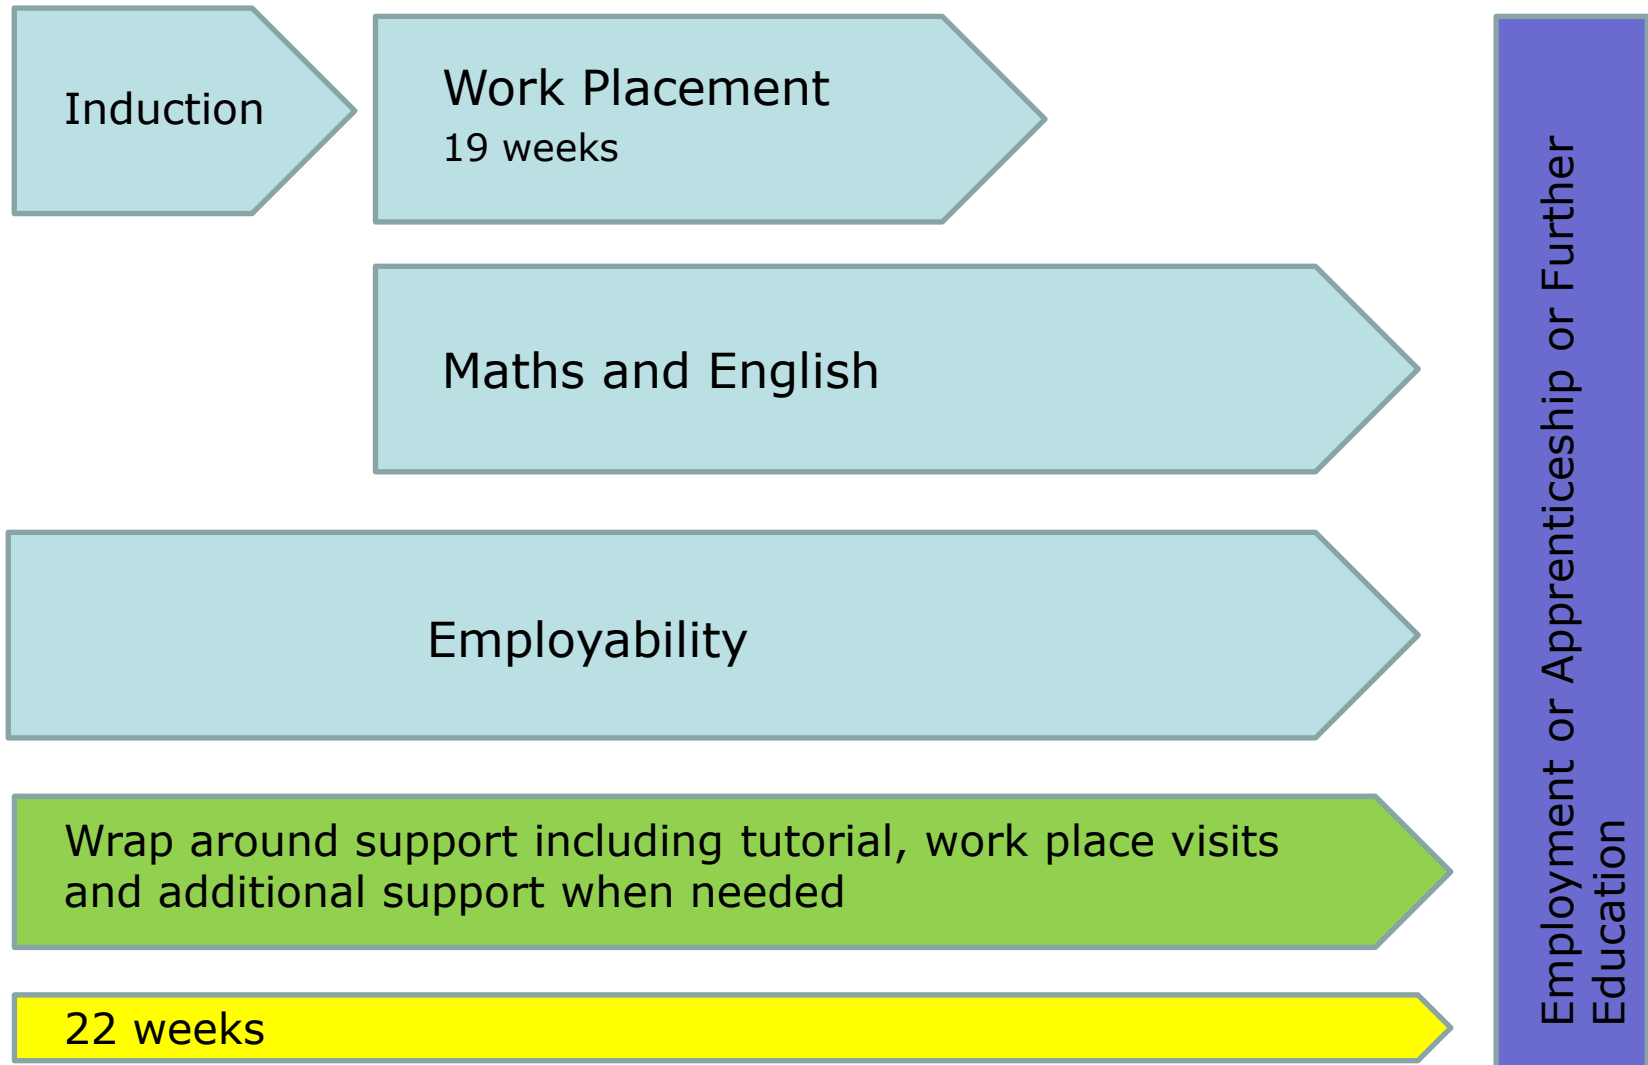 Induction
Work Placement
19 weeks
Maths and English
Employability
Wrap around support including tutorial, work place visits
and additional support when needed
22 weeks
Employment or Apprenticeship or Further
Education